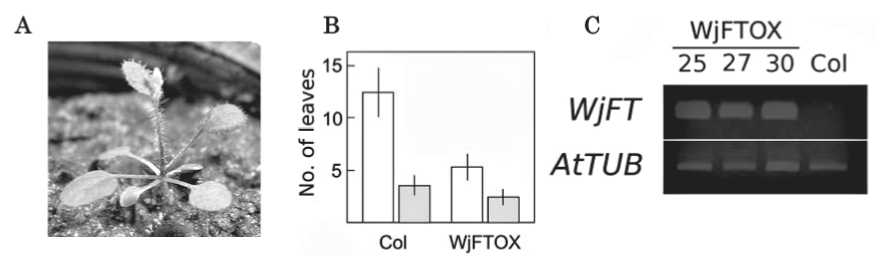 A
B
No. of leaves
15
10
5
Col
WjFTOX
C
WjFTOX
25 27 30 Col
WjFT
AtTUB